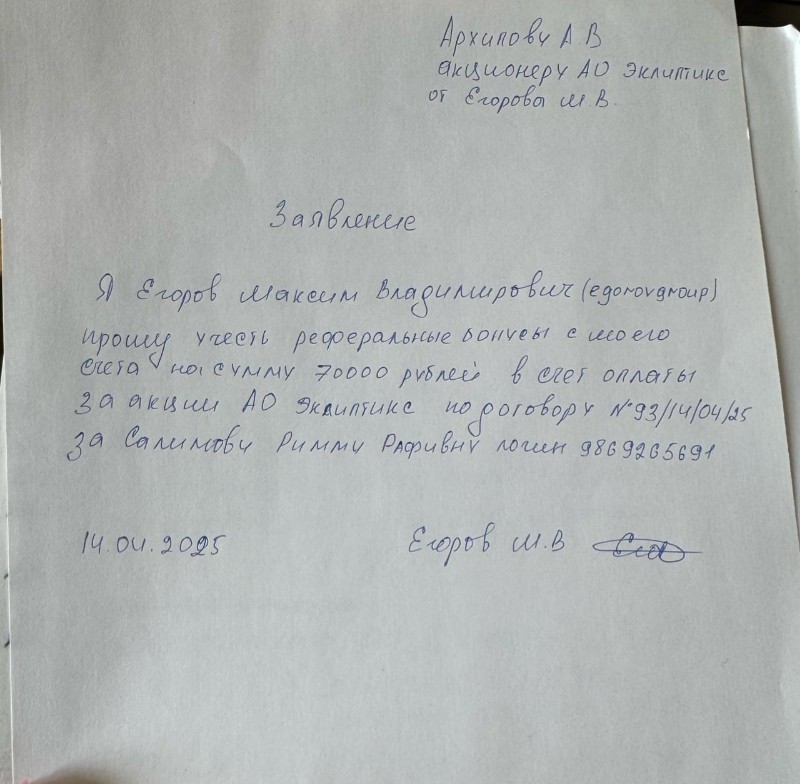 Архипову А.В
акционеру АО Эклиптикс
от Егорова М.В.
Заявление
Я Егоров Максим Владимирович (egorovgroup)
прошу учесть реферальные бонусы с моего
счета на сумму 70000 рублей в счет оплаты
за акции АО Эклиптикс по договору №93/14/04/25
за Салимову Римму Рафивну логин 9869265691
14.04.2025 Егоров М.В